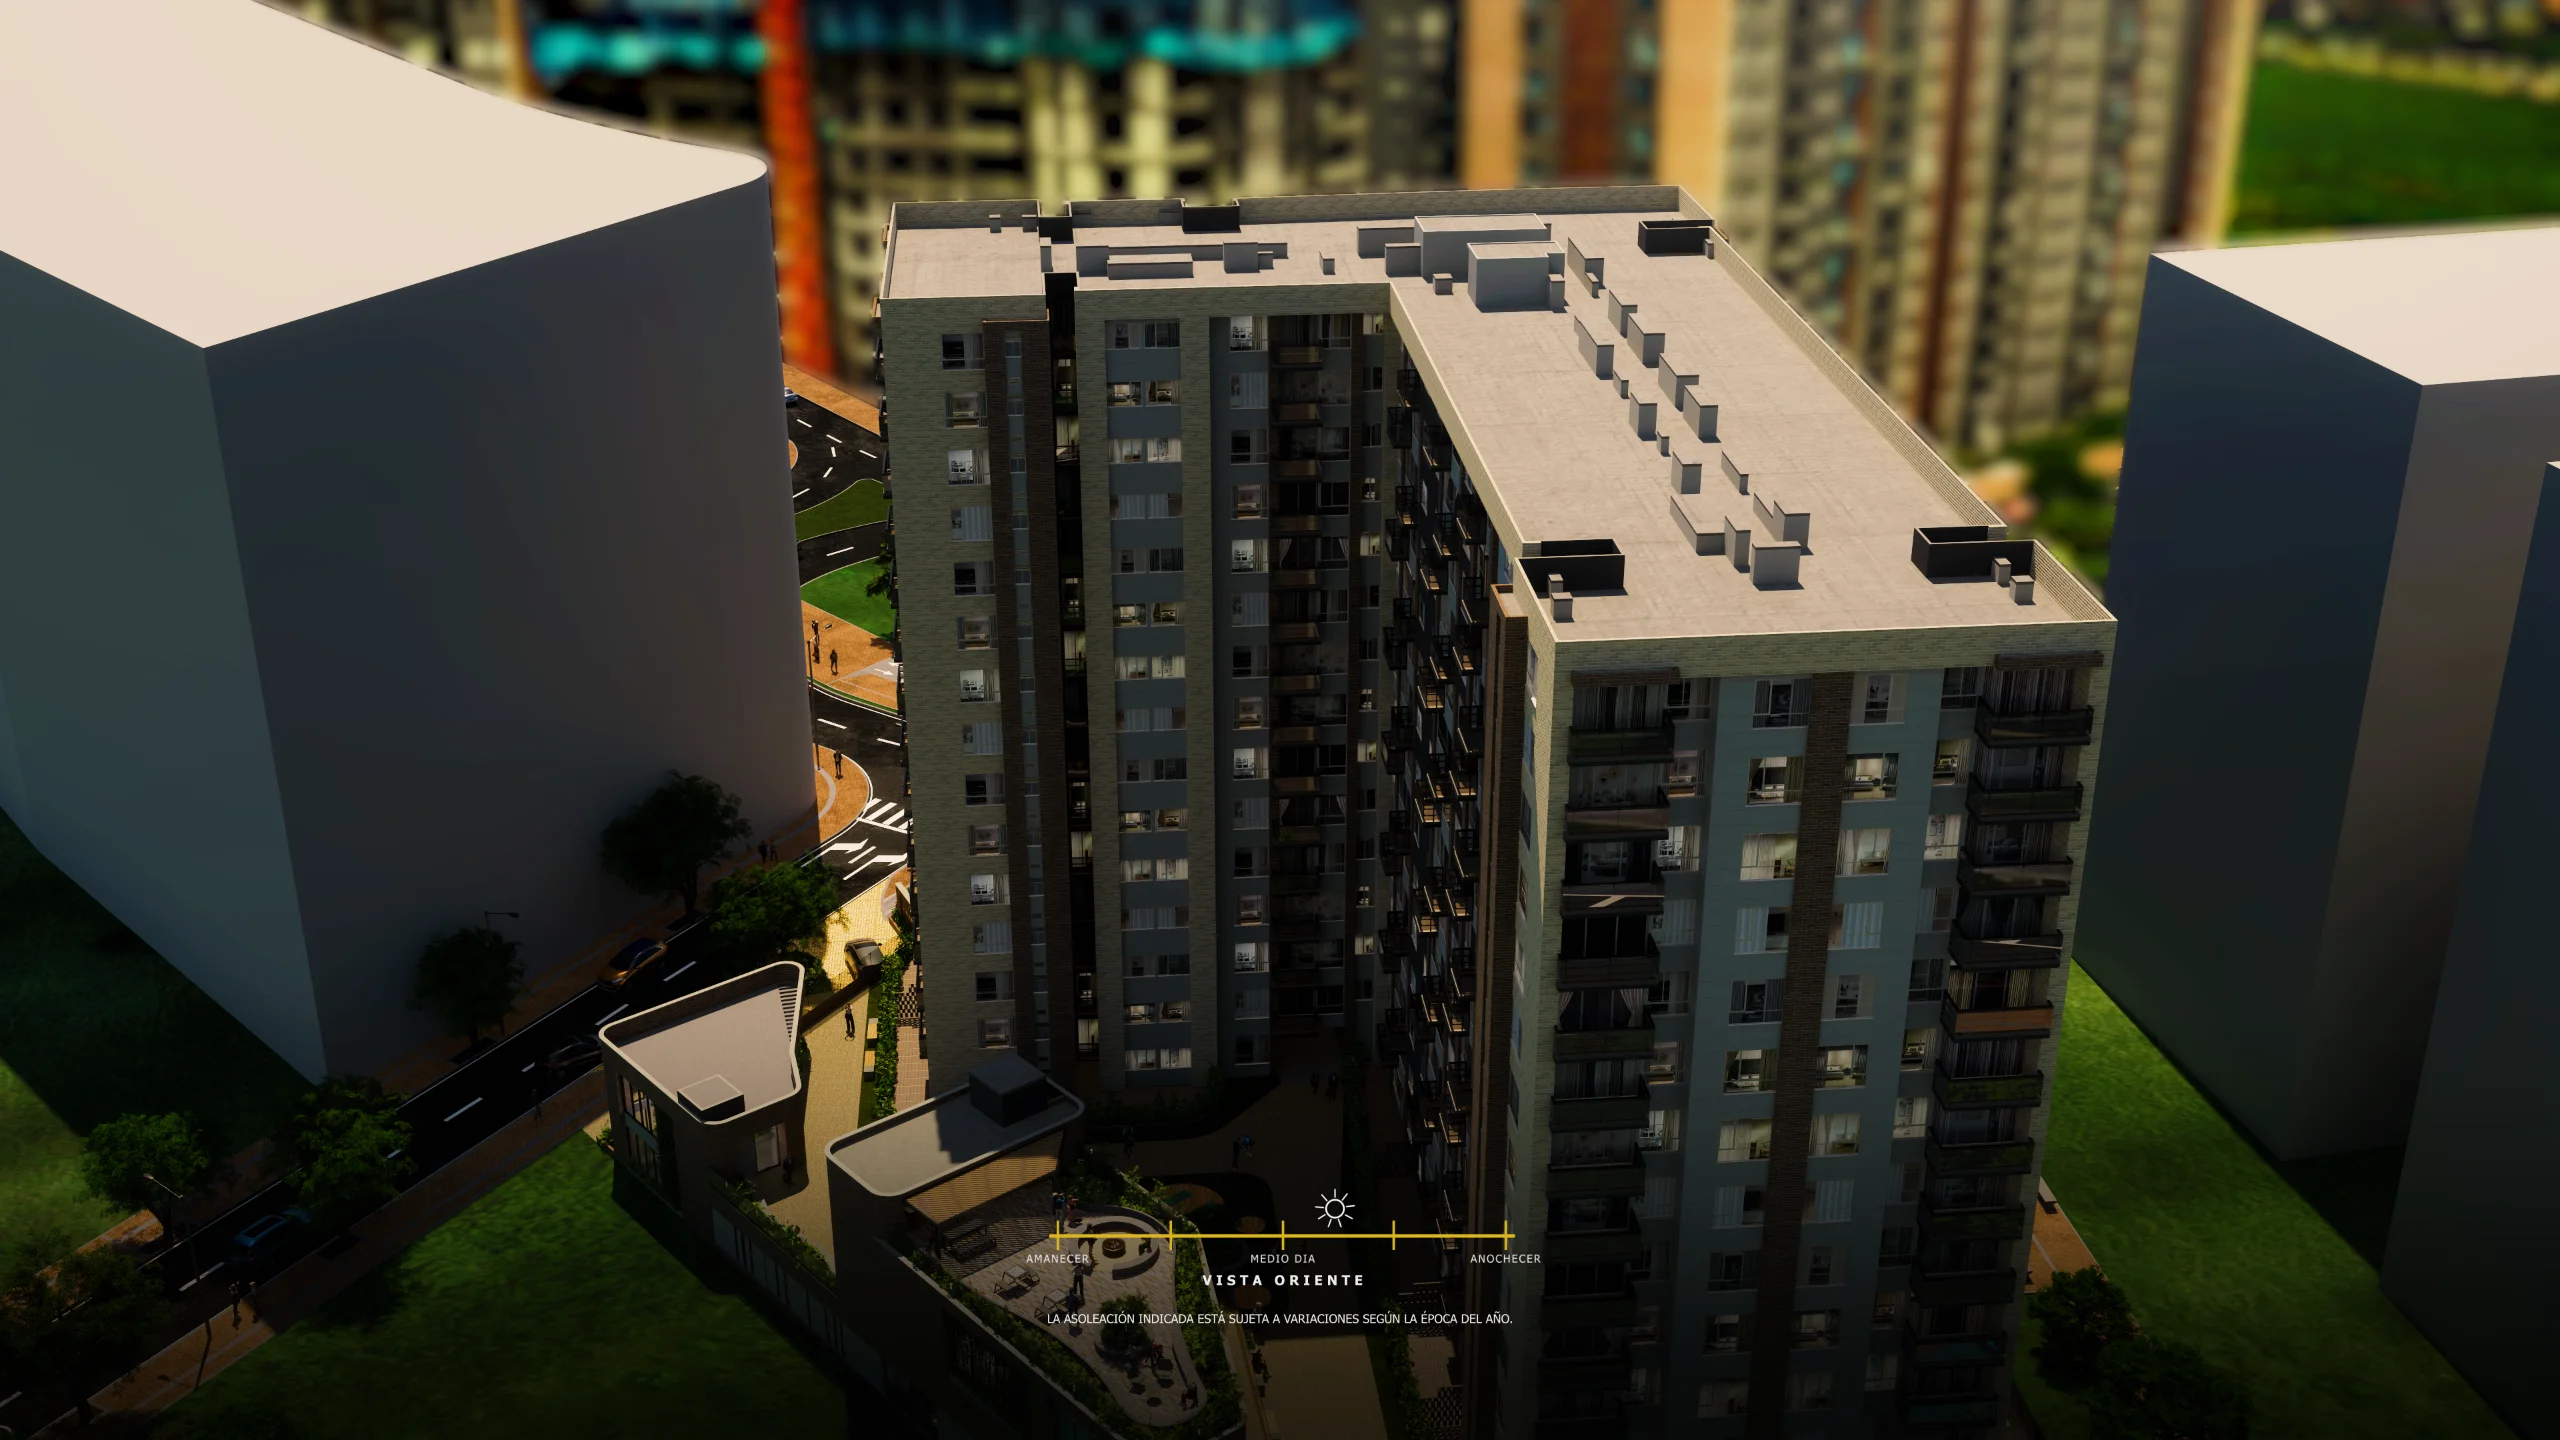 AMANECER MEDIO DIA ANOCHECER
VISTA ORIENTE
LA ASOLEACIÓN INDICADA ESTÁ SUJETA A VARIACIONES SEGÚN LA ÉPOCA DEL AÑO.